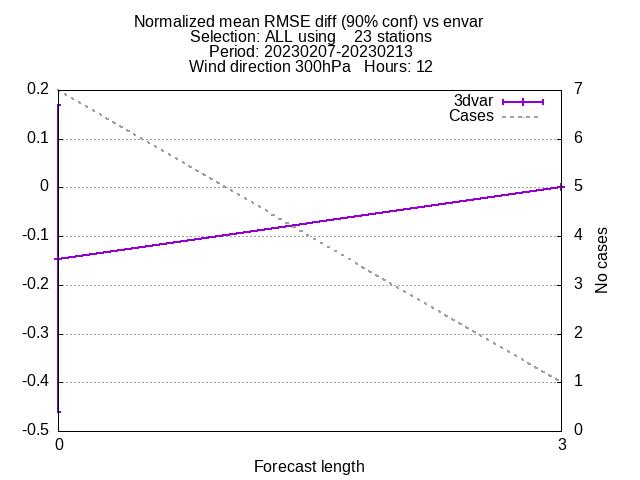 Normalized mean RMSE diff (90% conf) vs envar
Selection: ALL using    23 stations
Period: 20230207-20230213
Wind direction 300hPa   Hours: 12
3dvar
Cases
0.2
0.1
0
-0.1
-0.2
-0.3
-0.4
-0.5
7
6
5
4
3
2
1
0
No cases
0
3
Forecast length